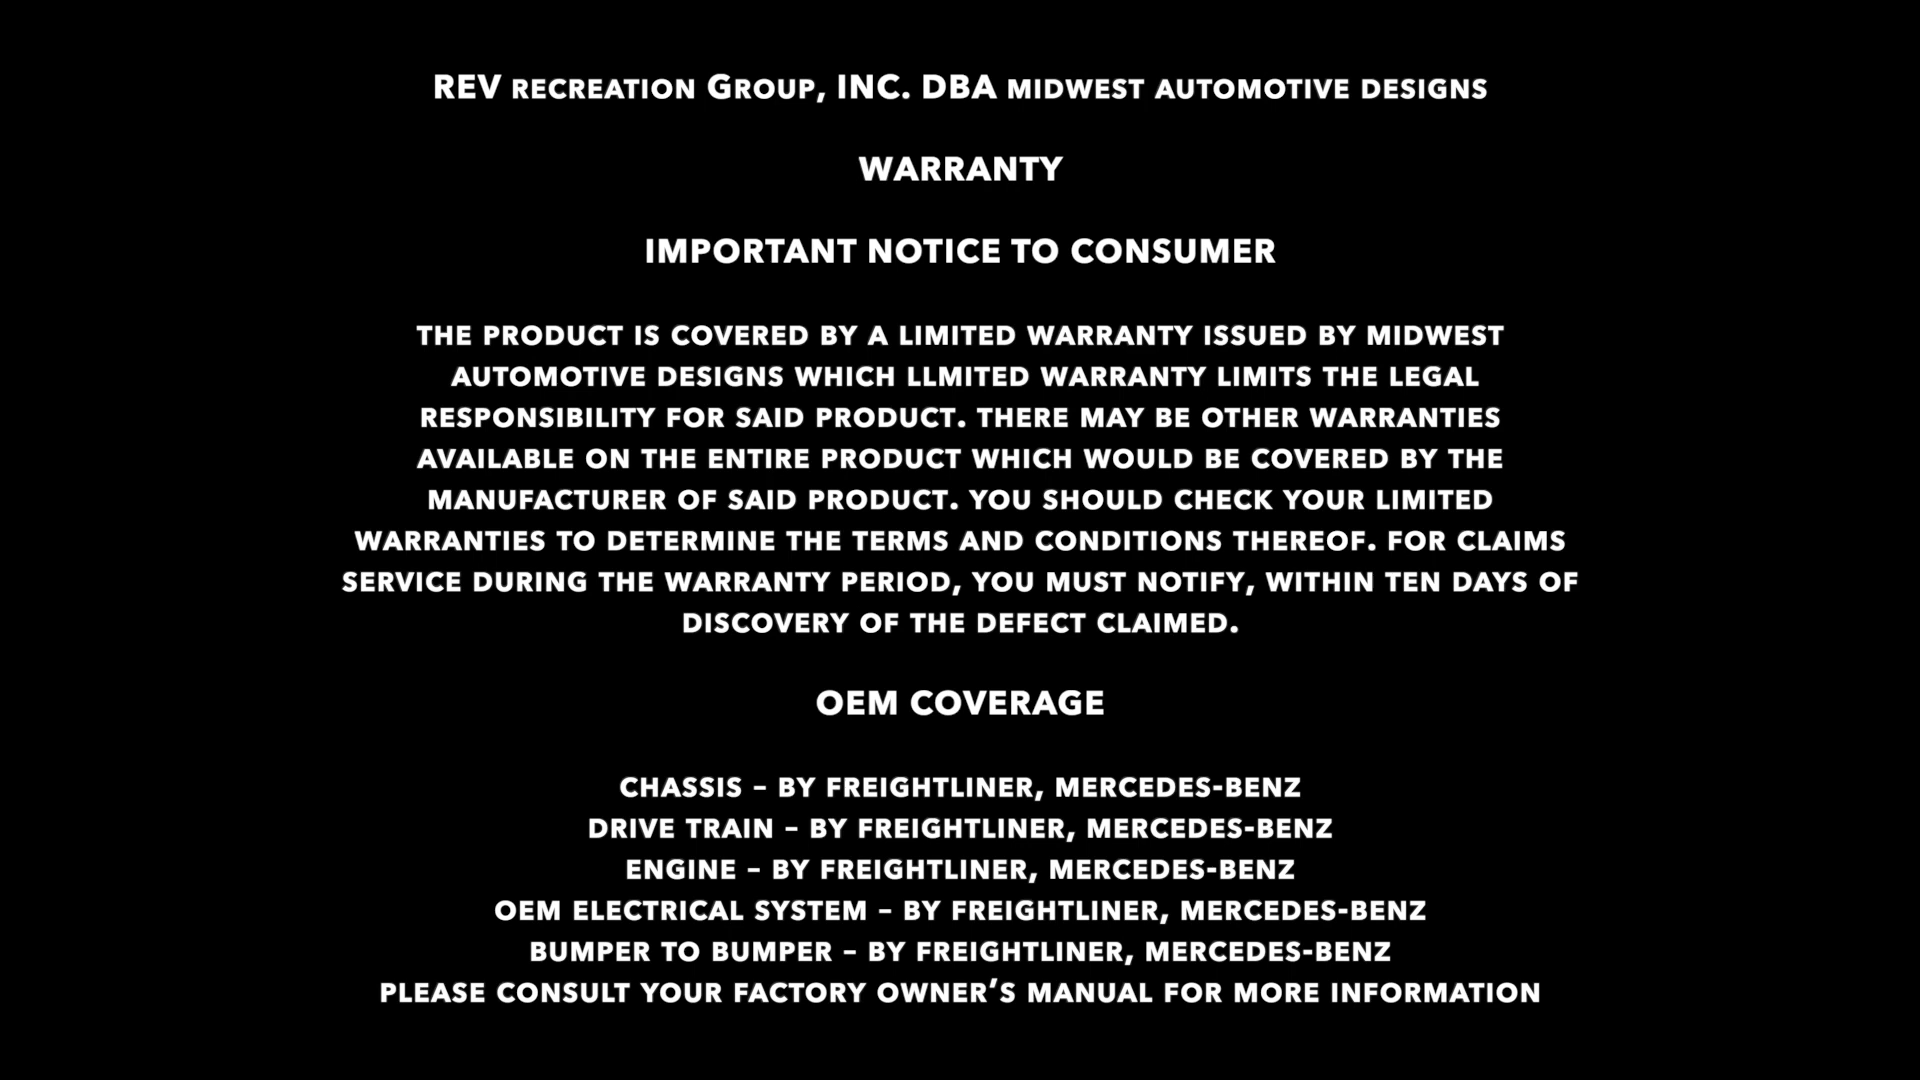 REV RECREATION GROUP, INC. DBA MIDWEST AUTOMOTIVE DESIGNS
WARRANTY
IMPORTANT NOTICE TO CONSUMER
THE PRODUCT IS COVERED BY A LIMITED WARRANTY ISSUED BY MIDWEST
AUTOMOTIVE DESIGNS WHICH LLMITED WARRANTY LIMITS THE LEGAL
RESPONSIBILITY FOR SAID PRODUCT. THERE MAY BE OTHER WARRANTIES
AVAILABLE ON THE ENTIRE PRODUCT WHICH WOULD BE COVERED BY THE
MANUFACTURER OF SAID PRODUCT. YOU SHOULD CHECK YOUR LIMITED
WARRANTIES TO DETERMINE THE TERMS AND CONDITIONS THEREOF. FOR CLAIMS
SERVICE DURING THE WARRANTY PERIOD, YOU MUST NOTIFY, WITHIN TEN DAYS OF
DISCOVERY OF THE DEFECT CLAIMED.
OEM COVERAGE
CHASSIS – BY FREIGHTLINER, MERCEDES-BENZ
DRIVE TRAIN – BY FREIGHTLINER, MERCEDES-BENZ
ENGINE – BY FREIGHTLINER, MERCEDES-BENZ
OEM ELECTRICAL SYSTEM – BY FREIGHTLINER, MERCEDES-BENZ
BUMPER TO BUMPER – BY FREIGHTLINER, MERCEDES-BENZ
PLEASE CONSULT YOUR FACTORY OWNER’S MANUAL FOR MORE INFORMATION